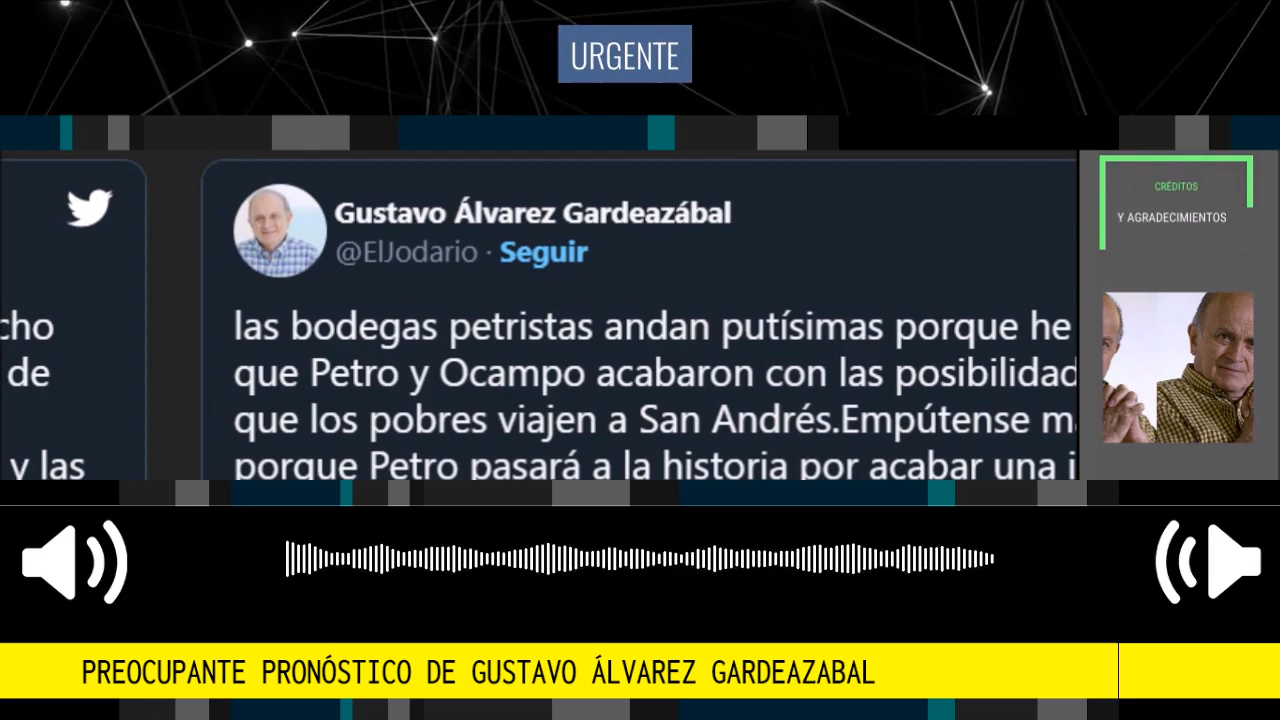 URGENTE
cho
de
y las
Gustavo Álvarez Gardeazábal
@ElJodario · Seguir
las bodegas petristas andan putísimas porque he
que Petro y Ocampo acabaron con las posibilidad
que los pobres viajen a San Andrés.Empútense
porque Petro pasará a la historia por acabar una
CRÉDITOS
Y AGRADECIMIENTOS
PREOCUPANTE PRONÓSTICO DE GUSTAVO ÁLVAREZ GARDEAZABAL